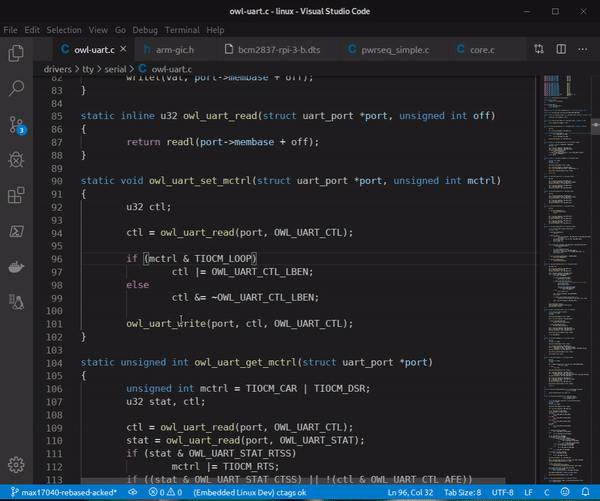 owl-uart.c - linux - Visual Studio Code
File Edit Selection View Go Debug Terminal Help
C owl-uart.c × C arm-gic.h bcm2837-rpi-3-b.dts C pwrseq_simple.c C core.c
drivers › tty › serial › C owl-uart.c
82 writel(val, port->membase + off);
83 }
84
85 static inline u32 owl_uart_read(struct uart_port *port, unsigned int off)
86 {
87 return readl(port->membase + off);
88 }
89
90 static void owl_uart_set_mctrl(struct uart_port *port, unsigned int mctrl)
91 {
92 u32 ctl;
93
94 ctl = owl_uart_read(port, OWL_UART_CTL);
95
96 if (mctrl & TIOCM_LOOP)
97 ctl |= OWL_UART_CTL_LBEN;
98 else
99 ctl &= ~OWL_UART_CTL_LBEN;
100
101 owl_uart_write(port, ctl, OWL_UART_CTL);
102 }
103
104 static unsigned int owl_uart_get_mctrl(struct uart_port *port)
105 {
106 unsigned int mctrl = TIOCM_CAR | TIOCM_DSR;
107 u32 stat, ctl;
108
109 ctl = owl_uart_read(port, OWL_UART_CTL);
110 stat = owl_uart_read(port, OWL_UART_STAT);
111 if (stat & OWL_UART_STAT_RTSS)
112 mctrl |= TIOCM_RTS;
113 if ((stat & OWL_UART_STAT_CTSS) || !(ctl & OWL_UART_CTL_AFE))
3
max17040-rebased-acked* 0 0 (Embedded Linux Dev) ctags ok Ln 96, Col 32 Tab Size: 8 UTF-8 LF C